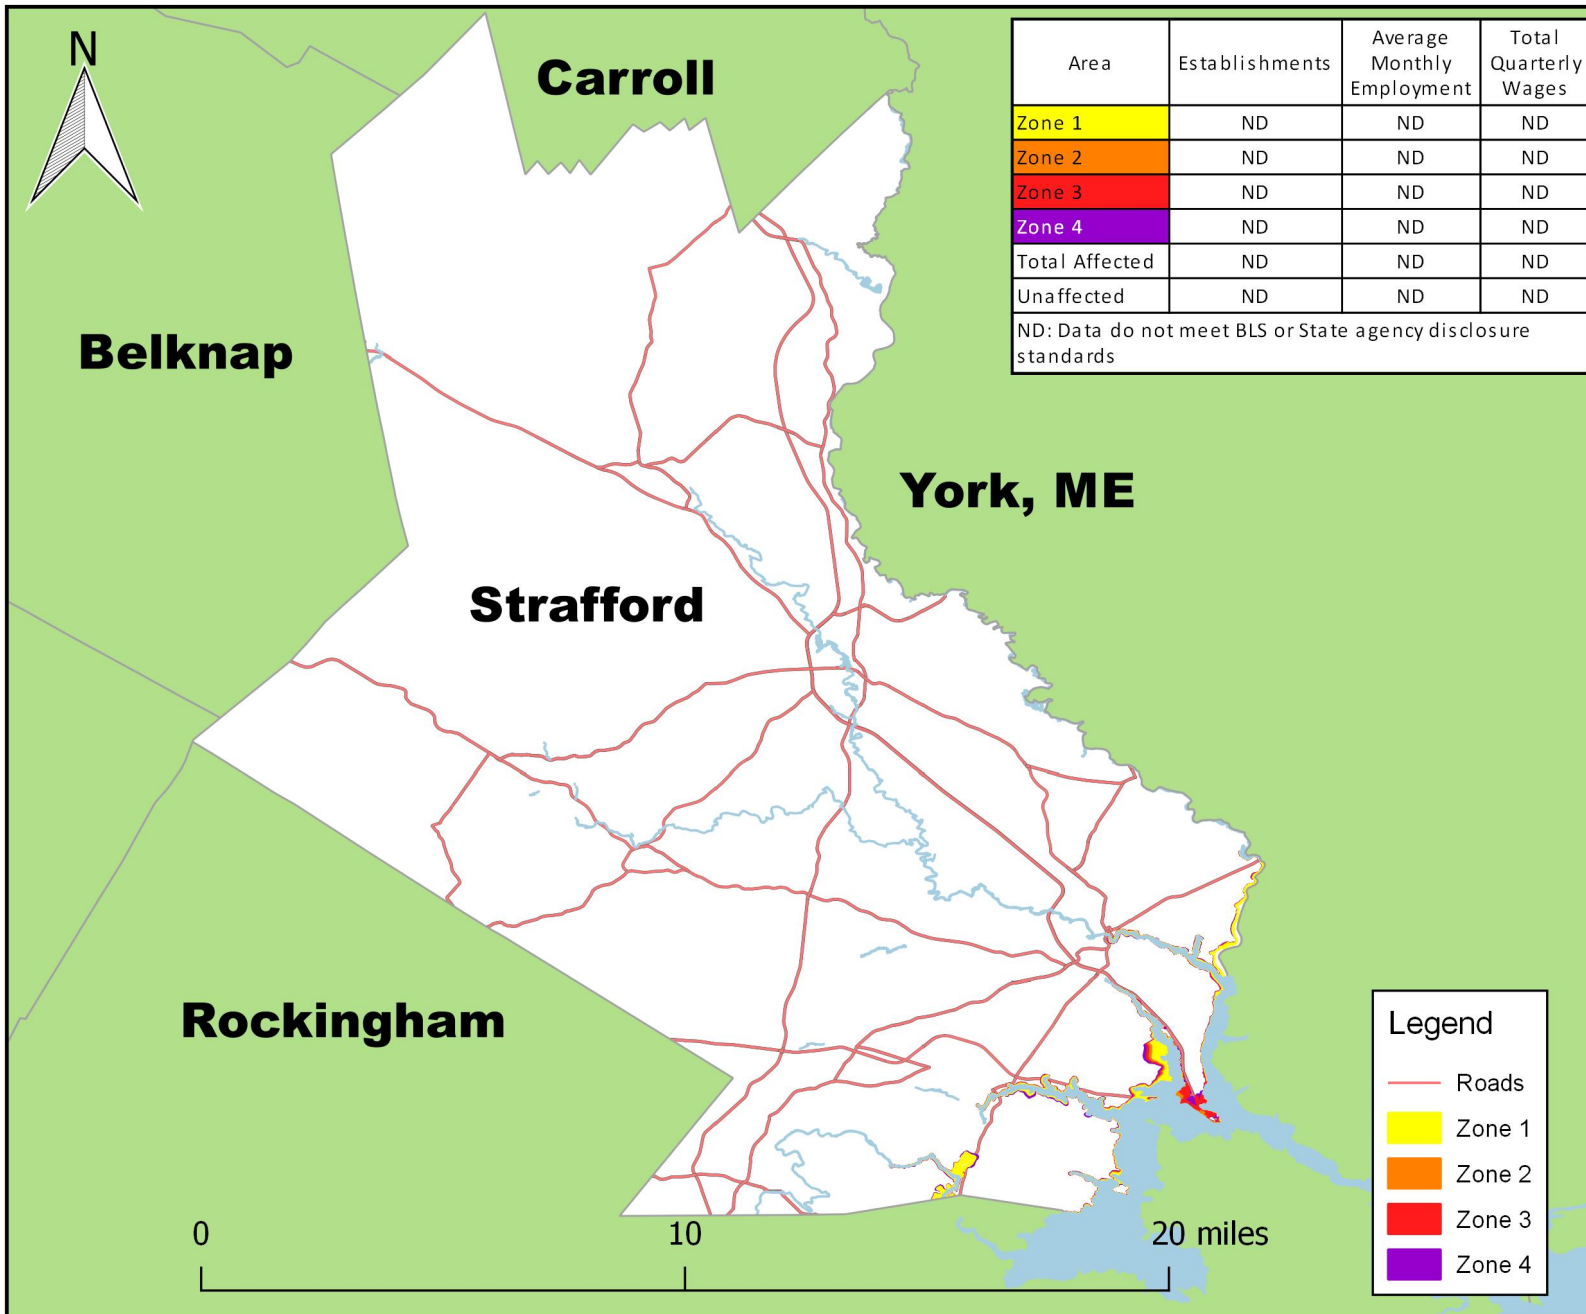 N
Carroll
Belknap
York, ME
Strafford
Rockingham
Area Establishments Average Monthly Employment Total Quarterly Wages
Zone 1 ND ND ND
Zone 2 ND ND ND
Zone 3 ND ND ND
Zone 4 ND ND ND
Total Affected ND ND ND
Unaffected ND ND ND
ND: Data do not meet BLS or State agency disclosure
standards
Legend
Roads
Zone 1
Zone 2
Zone 3
Zone 4
0 10 20 miles